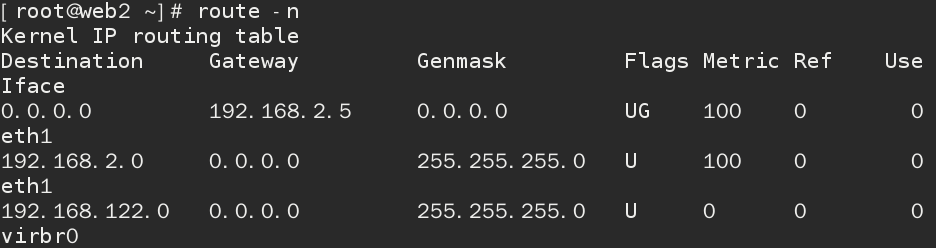 [root@web2 ~]# route -n
Kernel IP routing table
Destination     Gateway         Genmask         Flags Metric Ref    Use
Iface
0.0.0.0         192.168.2.5     0.0.0.0         UG    100    0        0
eth1
192.168.2.0     0.0.0.0         255.255.255.0   U     100    0        0
eth1
192.168.122.0   0.0.0.0         255.255.255.0   U     0      0        0
virbr0